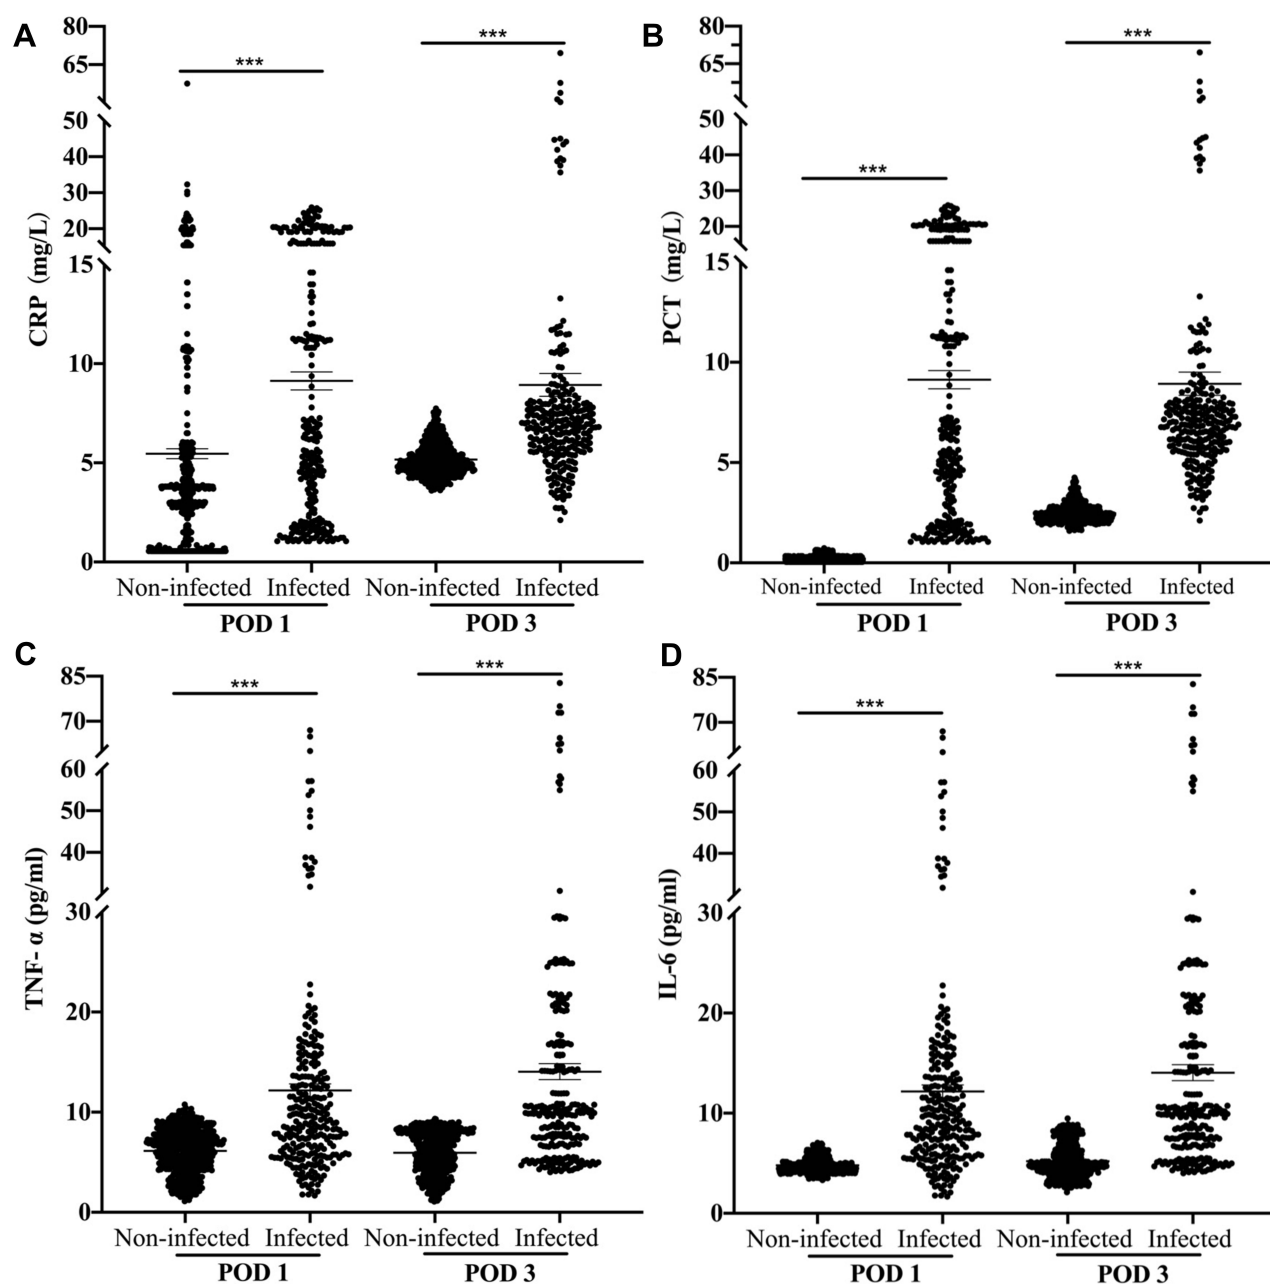 A
B
80
65
50
40
30
20
15
10
5
0
CRP (mg/L)
***
***
Non-infected Infected Non-infected Infected
POD 1 POD 3
80
65
50
40
30
20
15
10
5
0
PCT (mg/L)
***
***
Non-infected Infected Non-infected Infected
POD 1 POD 3
C
D
85
70
60
50
40
30
20
10
0
TNF- α (pg/ml)
***
***
Non-infected Infected Non-infected Infected
POD 1 POD 3
85
70
60
50
40
30
20
10
0
IL-6 (pg/ml)
***
***
Non-infected Infected Non-infected Infected
POD 1 POD 3